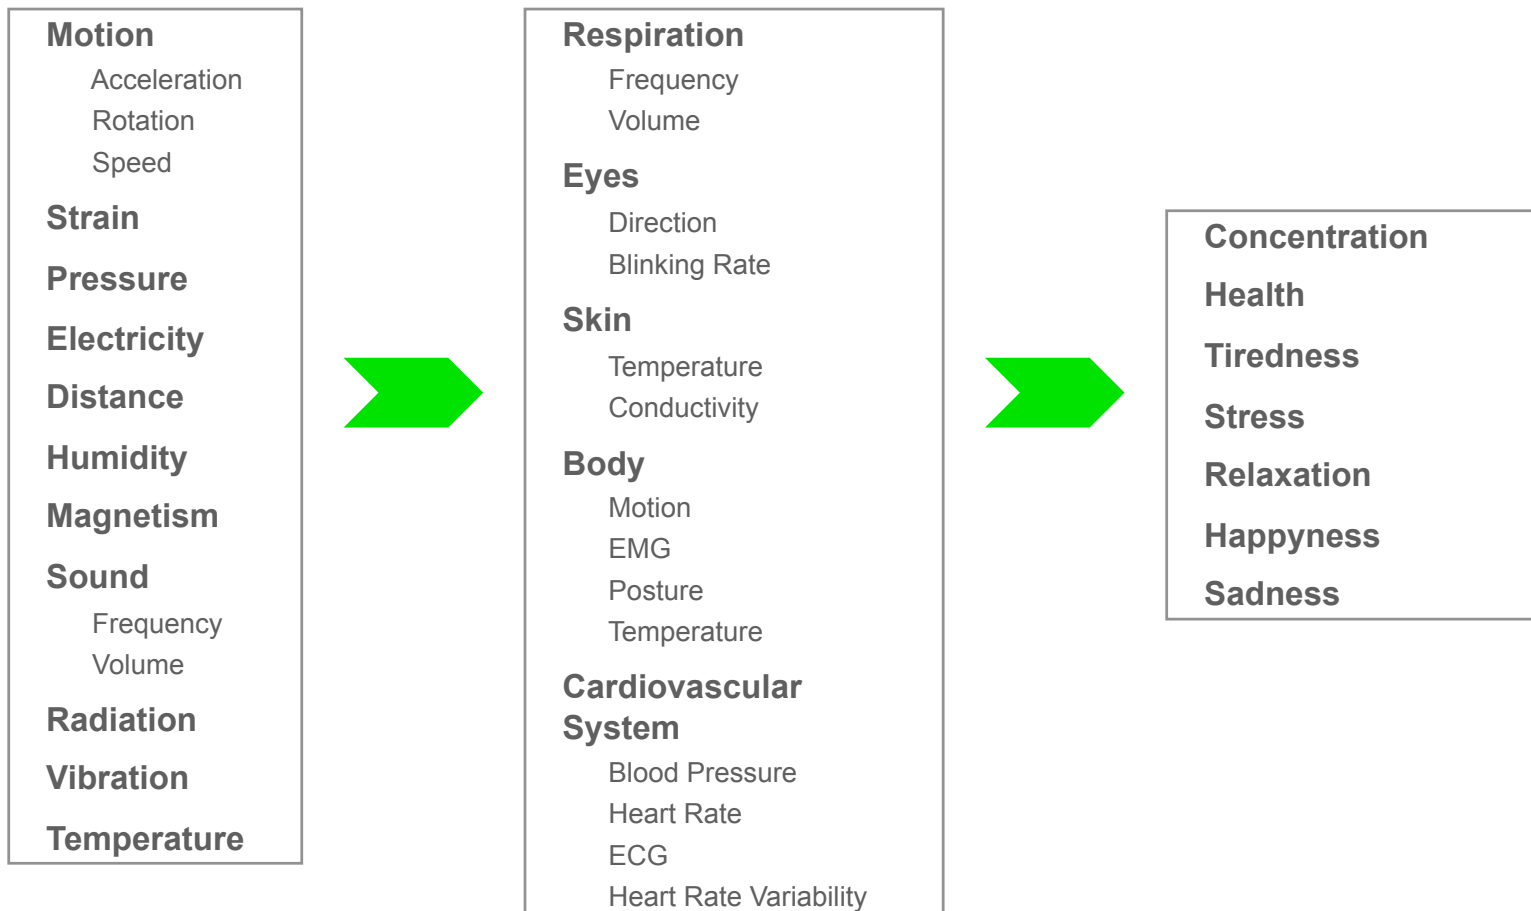 Motion
Acceleration
Rotation
Speed
Strain
Pressure
Electricity
Distance
Humidity
Magnetism
Sound
Frequency
Volume
Radiation
Vibration
Temperature
Respiration
Frequency
Volume
Eyes
Direction
Blinking Rate
Skin
Temperature
Conductivity
Body
Motion
EMG
Posture
Temperature
Cardiovascular
System
Blood Pressure
Heart Rate
ECG
Heart Rate Variability
Concentration
Health
Tiredness
Stress
Relaxation
Happyness
Sadness